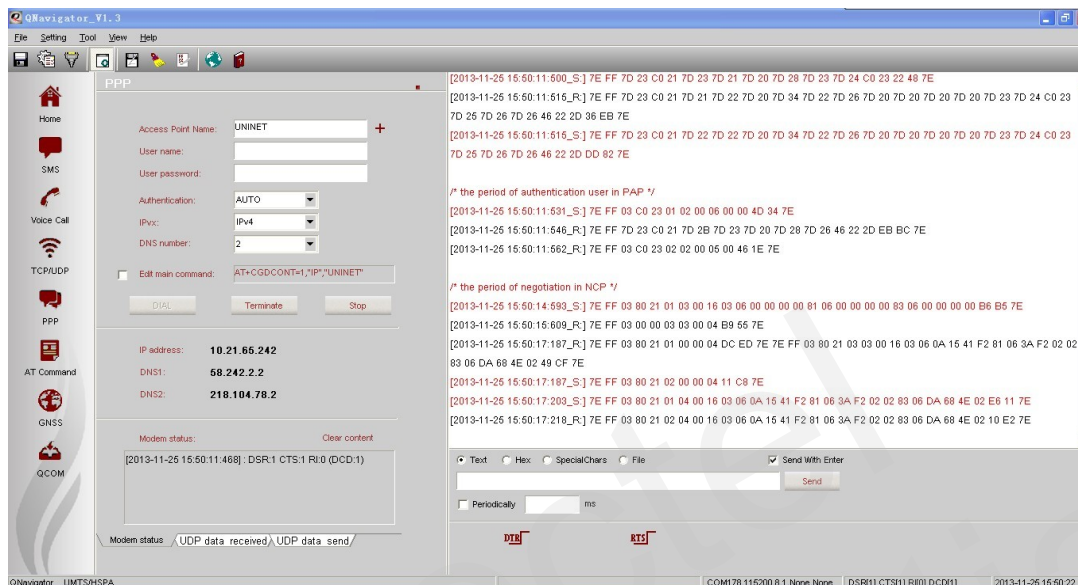 QNavigator_V1.3
File Setting Tool View Help
Home
SMS
Voice Call
TCP/UDP
PPP
AT Command
GNSS
QCOM
PPP
Access Point Name: UNINET +
User name:
User password:
Authentication: AUTO
IPvx: IPv4
DNS number: 2
Edit main command: AT+CGDCONT=1,"IP","UNINET"
DIAL Terminate Stop
IP address: 10.21.65.242
DNS1: 58.242.2.2
DNS2: 218.104.78.2
Modem status: Clear content
[2013-11-25 15:50:11:468] : DSR:1 CTS:1 RI:0 (DCD:1)
Modem status UDP data received UDP data send
[2013-11-25 15:50:11:500_S:] 7E FF 7D 23 C0 21 7D 23 7D 21 7D 20 7D 28 7D 23 7D 24 C0 23 22 48 7E
[2013-11-25 15:50:11:515_R:] 7E FF 7D 23 C0 21 7D 21 7D 22 7D 20 7D 34 7D 22 7D 26 7D 20 7D 20 7D 20 7D 20 7D 23 7D 24 C0 23
7D 25 7D 26 7D 26 46 22 2D 36 EB 7E
[2013-11-25 15:50:11:515_S:] 7E FF 7D 23 C0 21 7D 22 7D 22 7D 20 7D 34 7D 22 7D 26 7D 20 7D 20 7D 20 7D 20 7D 23 7D 24 C0 23
7D 25 7D 26 7D 26 46 22 2D DD 82 7E
/* the period of authentication user in PAP */
[2013-11-25 15:50:11:531_S:] 7E FF 03 C0 23 01 02 00 06 00 00 4D 34 7E
[2013-11-25 15:50:11:546_R:] 7E FF 7D 23 C0 21 7D 2B 7D 23 7D 20 7D 28 7D 26 46 22 2D EB BC 7E
[2013-11-25 15:50:11:562_R:] 7E FF 03 C0 23 02 02 00 05 00 46 1E 7E
/* the period of negotiation in NCP */
[2013-11-25 15:50:14:593_S:] 7E FF 03 80 21 01 03 00 16 03 06 00 00 00 00 81 06 00 00 00 00 83 06 00 00 00 00 B6 B5 7E
[2013-11-25 15:50:15:609_R:] 7E FF 03 00 00 03 03 00 04 B9 55 7E
[2013-11-25 15:50:17:187_R:] 7E FF 03 80 21 01 00 00 04 DC ED 7E 7E FF 03 80 21 03 03 00 16 03 06 0A 15 41 F2 81 06 3A F2 02 02
83 06 DA 68 4E 02 49 CF 7E
[2013-11-25 15:50:17:187_S:] 7E FF 03 80 21 02 00 00 04 11 C8 7E
[2013-11-25 15:50:17:203_S:] 7E FF 03 80 21 01 04 00 16 03 06 0A 15 41 F2 81 06 3A F2 02 02 83 06 DA 68 4E 02 E6 11 7E
[2013-11-25 15:50:17:218_R:] 7E FF 03 80 21 02 04 00 16 03 06 0A 15 41 F2 81 06 3A F2 02 02 83 06 DA 68 4E 02 10 E2 7E
Text Hex SpecialChars File Send With Enter
Send
Periodically ms
DTR RTS
QNavigator UMTS/HSPA COM178,115200,8,1,None,None DSR[1] CTS[1] RI[0] DCD[1] 2013-11-25 15:50:22